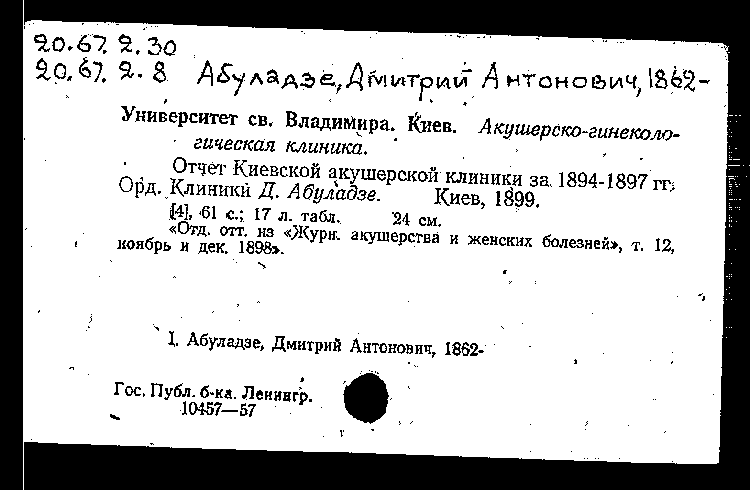 20.67.2.30
20.67.2.8 Абуладзе, Дмитрий Антонович, 1862-
Университет св. Владимира. Киев. Акушерско-гинеколо-
гическая клиника.
Отчет Киевской акушерской клиники за 1894-1897 гг.
Орд. Клиники Д. Абуладзе. Киев, 1899.
[4], 61 с.; 17 л. табл. 24 см.
«Отд. отт. из «Журн. акушерства и женских болезней», т. 12,
ноябрь и дек. 1898».
I. Абуладзе, Дмитрий Антонович, 1862-
Гос. Публ. б-ка. Ленингр.
10457—57